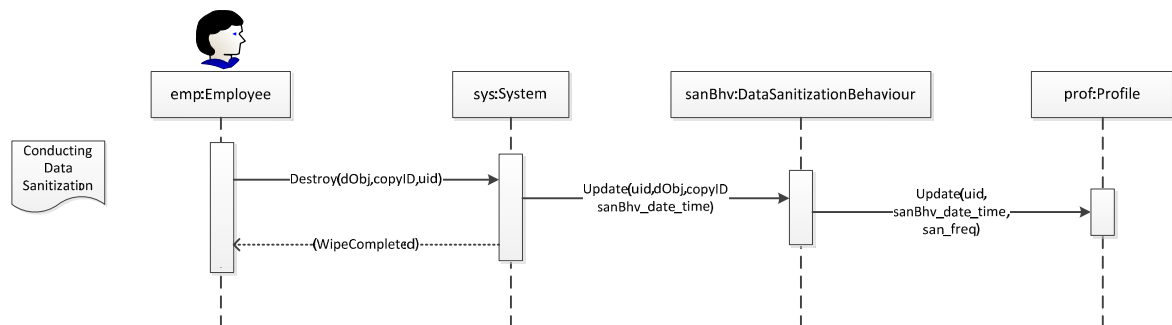 emp:Employee
sys:System
sanBhv:DataSanitizationBehaviour
prof:Profile
Conducting
Data
Sanitization
Destroy(dObj,copyID,uid)
Update(uid,dObj,copyID
sanBhv_date_time)
Update(uid,
sanBhv_date_time,
san_freq)
(WipeCompleted)